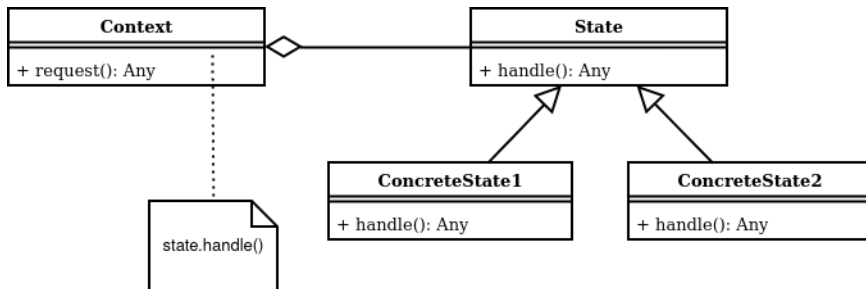 Context
+ request(): Any
State
+ handle(): Any
ConcreteState1
+ handle(): Any
ConcreteState2
+ handle(): Any
state.handle()